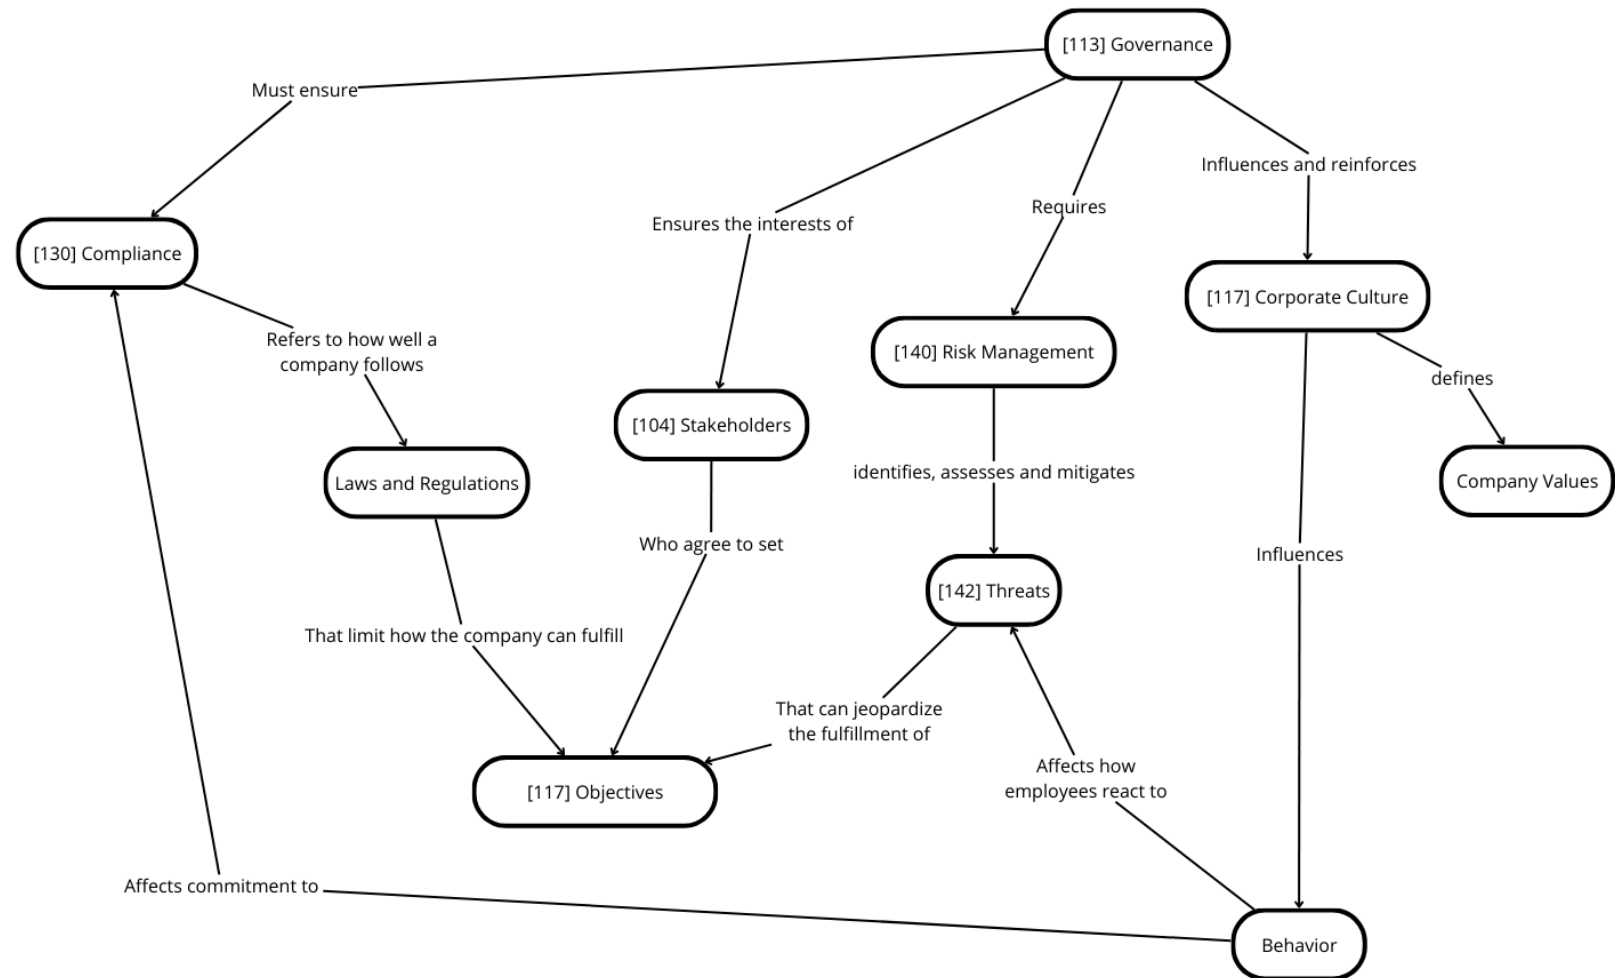 [113] Governance
Must ensure
Influences and reinforces
Requires
Ensures the interests of
[130] Compliance
[117] Corporate Culture
Refers to how well a
company follows
[140] Risk Management
defines
[104] Stakeholders
identifies, assesses and mitigates
Laws and Regulations
Company Values
Who agree to set
Influences
[142] Threats
That limit how the company can fulfill
That can jeopardize
the fulfillment of
Affects how
employees react to
[117] Objectives
Affects commitment to
Behavior